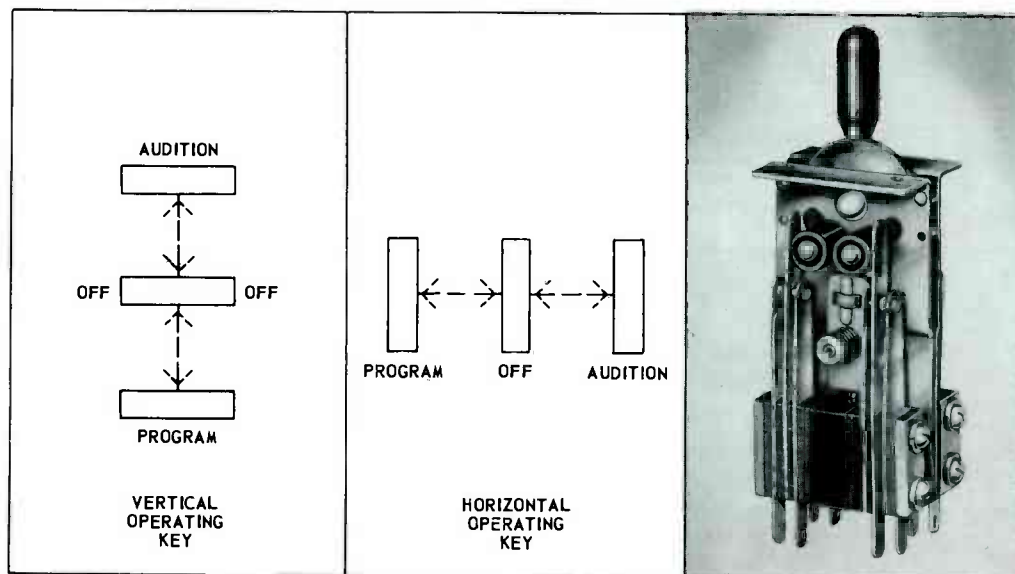 AUDITION
OFF OFF
PROGRAM
VERTICAL
OPERATING
KEY
PROGRAM OFF AUDITION
HORIZONTAL
OPERATING
KEY